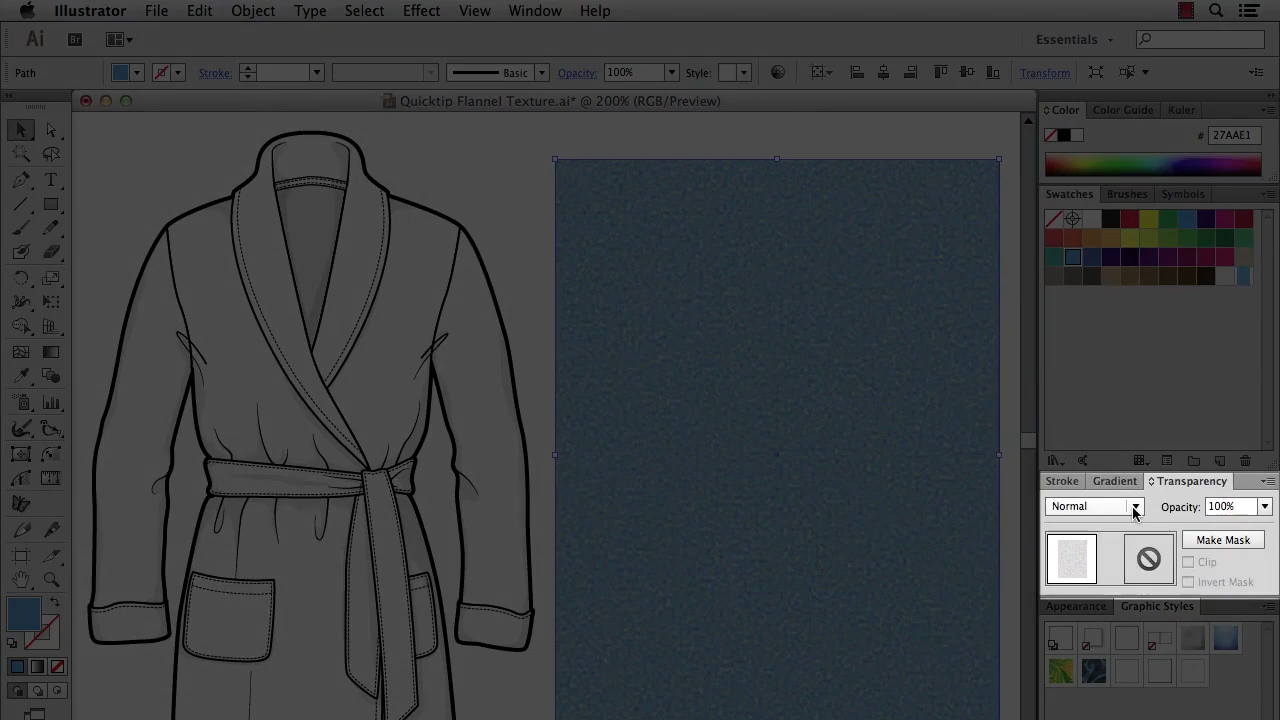 Illustrator File Edit Object Type Select Effect View Window Help
Ai Br Essentials
Path Stroke: Basic Opacity: 100% Style: Transform
Quicktip Flannel Texture.ai* @ 200% (RGB/Preview)
Color Color Guide Kuler
# 27AAE1
Swatches Brushes Symbols
T
Stroke Gradient Transparency
Normal Opacity: 100%
Make Mask
Clip
Invert Mask
Appearance Graphic Styles